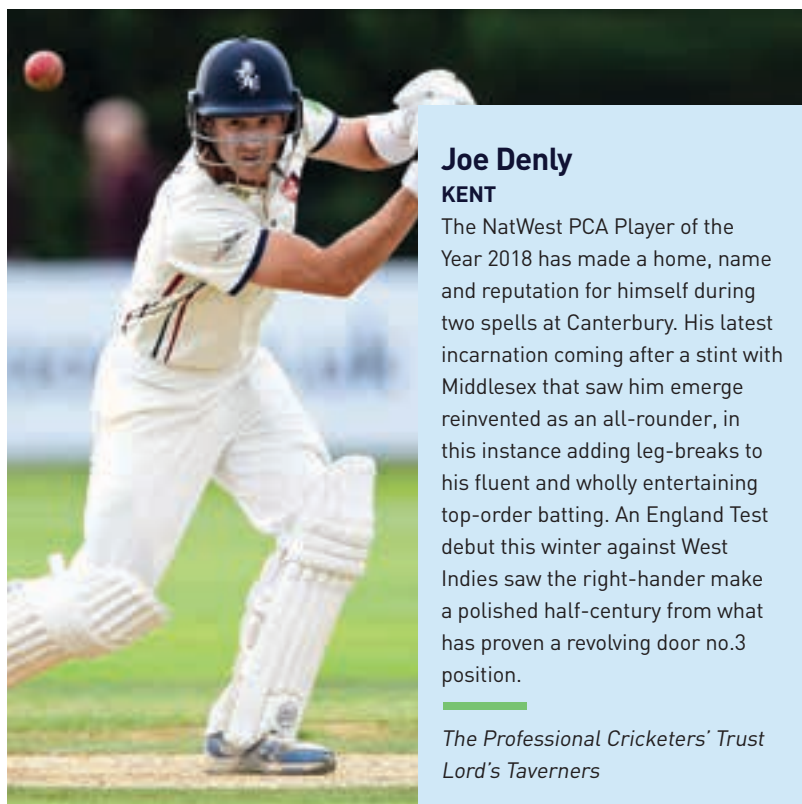 Joe Denly
KENT
The NatWest PCA Player of the
Year 2018 has made a home, name
and reputation for himself during
two spells at Canterbury. His latest
incarnation coming after a stint with
Middlesex that saw him emerge
reinvented as an all-rounder, in
this instance adding leg-breaks to
his fluent and wholly entertaining
top-order batting. An England Test
debut this winter against West
Indies saw the right-hander make
a polished half-century from what
has proven a revolving door no.3
position.
The Professional Cricketers’ Trust
Lord’s Taverners